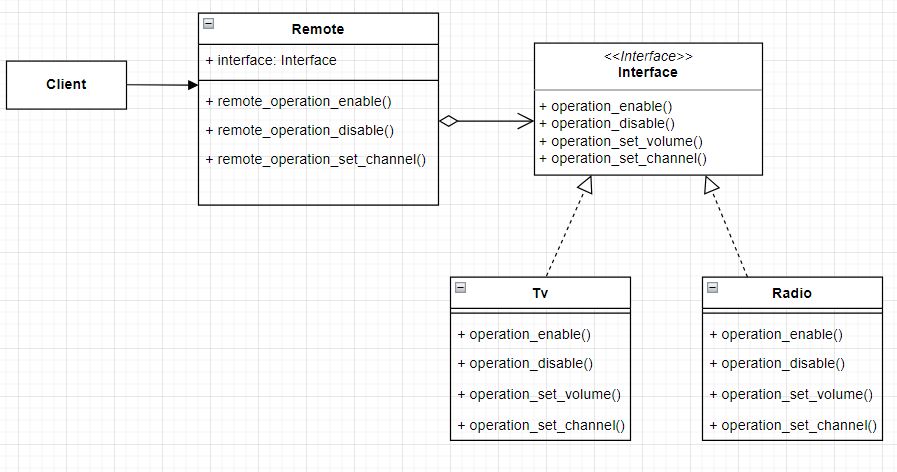 Client
Remote
+ interface: Interface
+ remote_operation_enable()
+ remote_operation_disable()
+ remote_operation_set_channel()
<<Interface>>
Interface
+ operation_enable()
+ operation_disable()
+ operation_set_volume()
+ operation_set_channel()
Tv
+ operation_enable()
+ operation_disable()
+ operation_set_volume()
+ operation_set_channel()
Radio
+ operation_enable()
+ operation_disable()
+ operation_set_volume()
+ operation_set_channel()